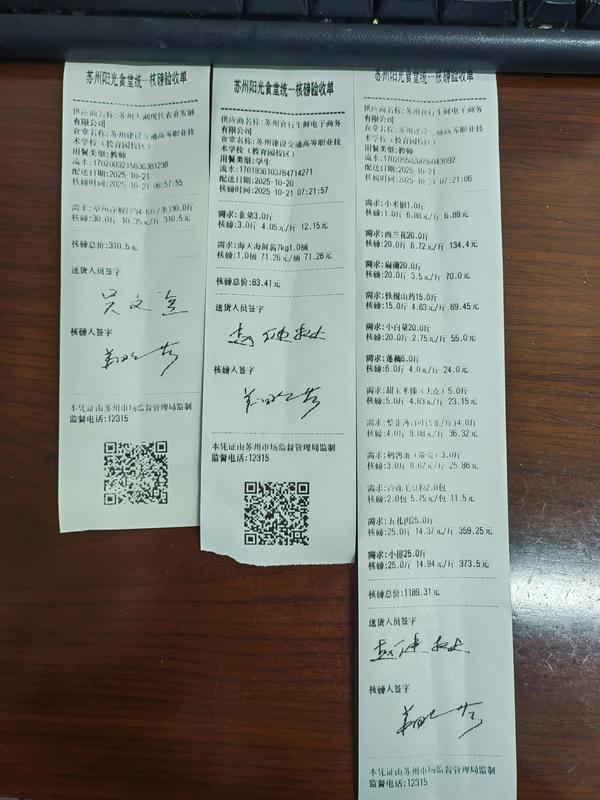 苏州阳光食堂统一核磅验收单
有限公司
食堂名称:苏州建设交通高等职业技
术学校(教育园校区)
用餐类型:教师
流水:1702003215836381238
配送日期:2025-10-21
核磅时间:2025-10-21 06:57:55
核磅:30.0斤 10.35元/斤 310.5元
核磅总价:310.5元
送货人员签字
核磅人签字
本凭证由苏州市场监督管理局监制
监督电话:12315
苏州阳光食堂统一核磅验收单
供应商名称:苏州食行生鲜电子商务
有限公司
食堂名称:苏州建设交通高等职业技
术学校(教育园校区)
用餐类型:学生
流水:1701936105784714271
配送日期:2025-10-20
核磅时间:2025-10-21 07:21:57
需求:韭菜3.0斤
核磅:3.0斤 4.05元/斤 12.15元
需求:海天海鲜酱7kg1.0桶
核磅:1.0桶 71.26元/桶 71.26元
核磅总价:83.41元
送货人员签字
核磅人签字
本凭证由苏州市场监督管理局监制
监督电话:12315
苏州阳光食堂统一核磅验收单
供应商名称:苏州食行生鲜电子商务
有限公司
食堂名称:苏州建设交通高等职业技
术学校(教育园校区)
用餐类型:教师
配送日期:2025-10-21
核磅时间:2025-10-21 07:21:06
需求:小米椒1.0斤
核磅:1.0斤 6.88元/斤 6.88元
需求:西兰花20.0斤
核磅:20.0斤 6.72元/斤 134.4元
需求:扁蒲20.0斤
核磅:20.0斤 3.5元/斤 70.0元
需求:铁棍山药15.0斤
核磅:15.0斤 4.63元/斤 69.45元
需求:小白菜20.0斤
核磅:20.0斤 2.75元/斤 55.0元
需求:莲藕6.0斤
核磅:6.0斤 4.0元/斤 24.0元
需求:甜玉米棒(去皮)5.0斤
核磅:5.0斤 4.63元/斤 23.15元
核磅:4.0斤 9.08元/斤 36.32元
需求:鹌鹑蛋(带壳)3.0斤
核磅:3.0斤 8.62元/斤 25.86元
需求:冷冻毛豆粒2.0包
核磅:2.0包 5.75元/包 11.5元
需求:五花肉25.0斤
核磅:25.0斤 14.37元/斤 359.25元
需求:小排25.0斤
核磅:25.0斤 14.94元/斤 373.5元
核磅总价:1189.31元
送货人员签字
核磅人签字
本凭证由苏州市场监督管理局监制
监督电话:12315